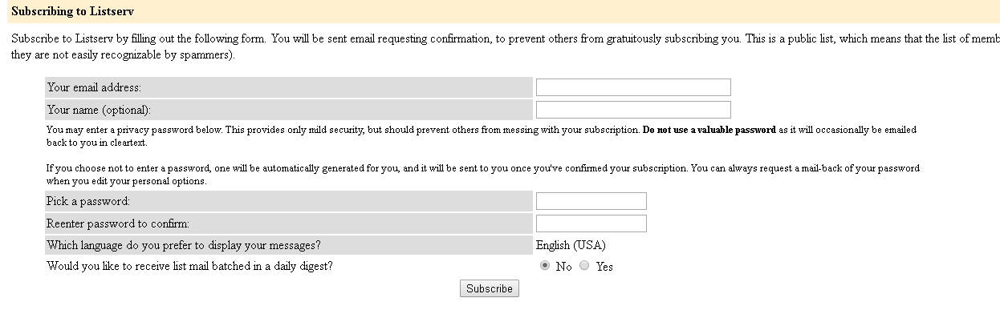 Subscribing to Listserv
Subscribe to Listserv by filling out the following form. You will be sent email requesting confirmation, to prevent others from gratuitously subscribing you. This is a public list, which means that the list of memb
they are not easily recognizable by spammers).
Your email address:
Your name (optional):
You may enter a privacy password below. This provides only mild security, but should prevent others from messing with your subscription. Do not use a valuable password as it will occasionally be emailed
back to you in cleartext.
If you choose not to enter a password, one will be automatically generated for you, and it will be sent to you once you've confirmed your subscription. You can always request a mail-back of your password
when you edit your personal options.
Pick a password:
Reenter password to confirm:
Which language do you prefer to display your messages? English (USA)
Would you like to receive list mail batched in a daily digest? No Yes
Subscribe